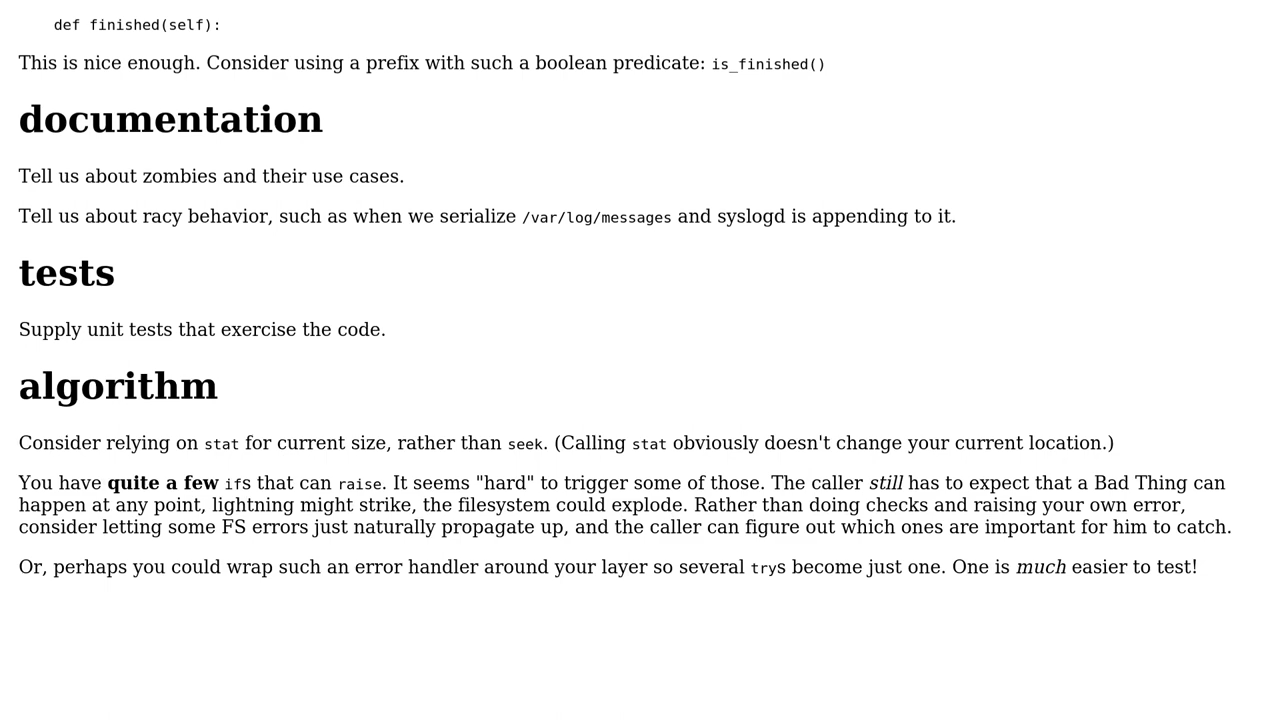 def finished(self):
This is nice enough. Consider using a prefix with such a boolean predicate: is_finished()
documentation
Tell us about zombies and their use cases.
Tell us about racy behavior, such as when we serialize /var/log/messages and syslogd is appending to it.
tests
Supply unit tests that exercise the code.
algorithm
Consider relying on stat for current size, rather than seek. (Calling stat obviously doesn't change your current location.)
You have quite a few ifs that can raise. It seems "hard" to trigger some of those. The caller still has to expect that a Bad Thing can
happen at any point, lightning might strike, the filesystem could explode. Rather than doing checks and raising your own error,
consider letting some FS errors just naturally propagate up, and the caller can figure out which ones are important for him to catch.
Or, perhaps you could wrap such an error handler around your layer so several trys become just one. One is much easier to test!